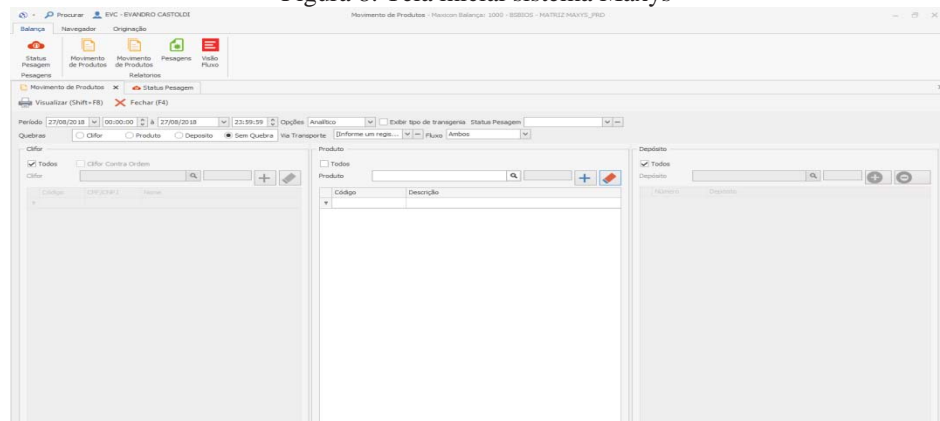 Figura 8: Tela inicial sistema Maxys
Procurar EVC - EVANDRO CASTOLDI Movimento de Produtos - Maxicon Balança: 1000 - BSBIOS - MATRIZ MAXYS_PRD
Balança Navegador Originação
Status Pesagem Movimento de Produtos Movimento de Produtos Pesagens Visão Fluxo
Pesagens Relatorios
Movimento de Produtos Status Pesagem
Visualizar (Shift+F8) Fechar (F4)
Período 27/08/2018 00:00:00 à 27/08/2018 23:59:59 Opções Analítico Exibir tipo de transgenia Status Pesagem
Quebras Clifor Produto Deposito Sem Quebra Via Transporte [Informe um regis... Fluxo Ambos
Clifor Produto Depósito
Todos Clifor Contra Ordem Todos Todos
Clifor Produto Depósito
Código CPF/CNPJ Nome Código Descrição Número Depósito